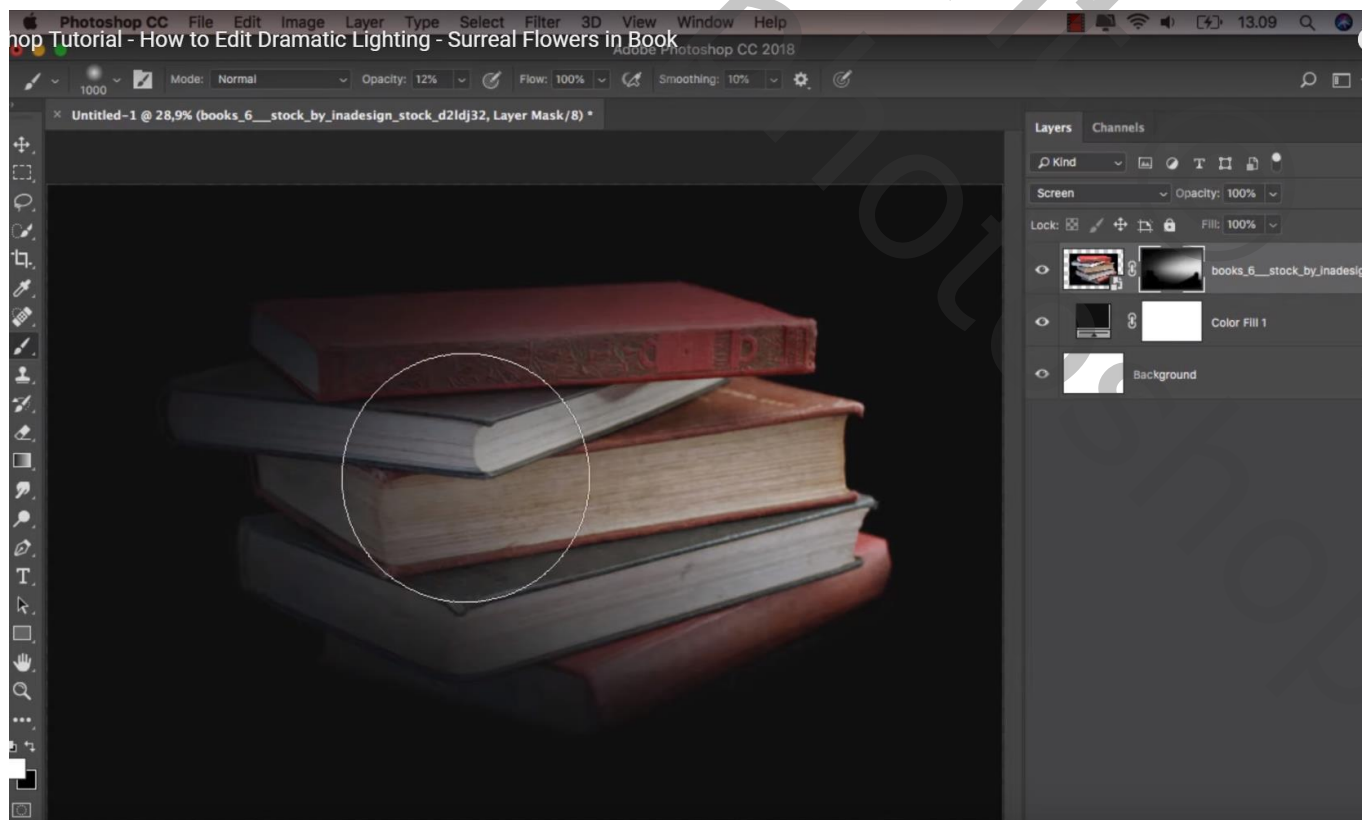 Photoshop CC File Edit Image Layer Type Select Filter 3D View Window Help 13.09
hop Tutorial - How to Edit Dramatic Lighting - Surreal Flowers in Book
Adobe Photoshop CC 2018
1000 Mode: Normal Opacity: 12% Flow: 100% Smoothing: 10%
× Untitled-1 @ 28,9% (books_6__stock_by_inadesign_stock_d2ldj32, Layer Mask/8) *
Layers Channels
Kind
Screen Opacity: 100%
Lock: Fill: 100%
books_6__stock_by_inadesig
Color Fill 1
Background
T
Photoshop